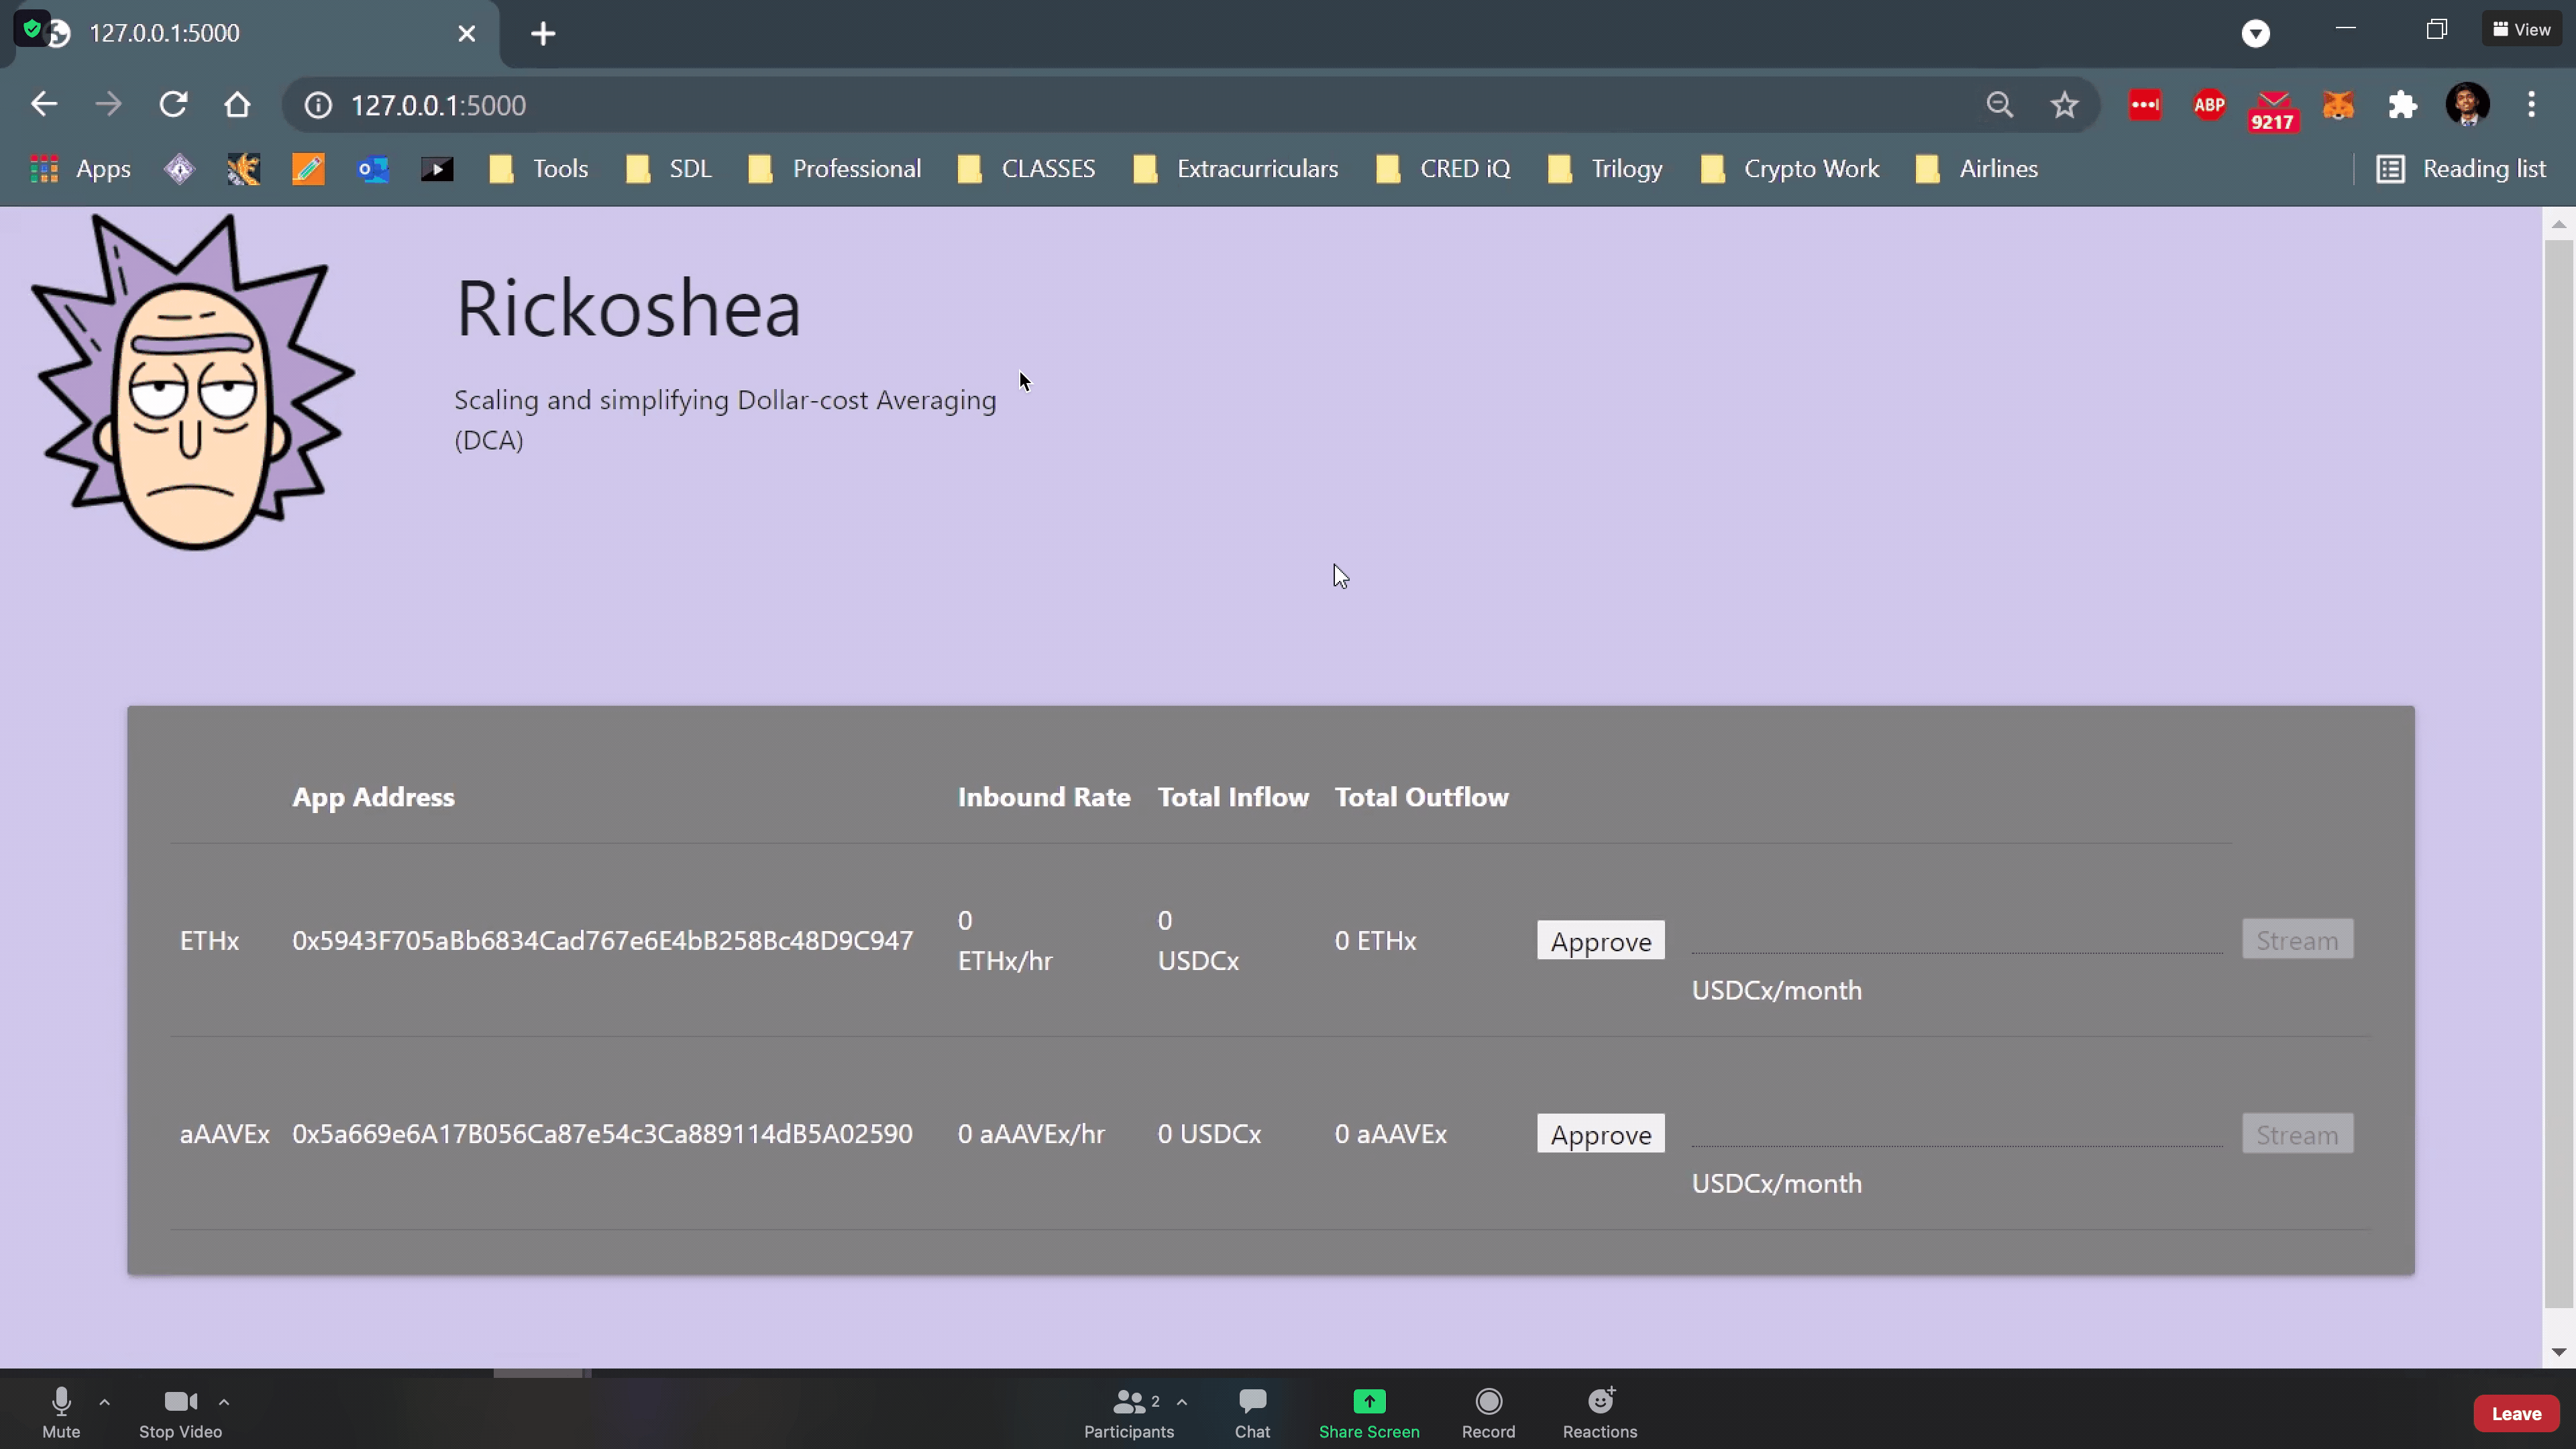 127.0.0.1:5000
View
127.0.0.1:5000
ABP
9217
Apps
Tools
SDL
Professional
CLASSES
Extracurriculars
CRED iQ
Trilogy
Crypto Work
Airlines
Reading list
Rickoshea
Scaling and simplifying Dollar-cost Averaging
(DCA)
App Address Inbound Rate Total Inflow Total Outflow
ETHx 0x5943F705aBb6834Cad767e6E4bB258Bc48D9C947 0 ETHx/hr 0 USDCx 0 ETHx Approve USDCx/month Stream
aAAVEx 0x5a669e6A17B056Ca87e54c3Ca889114dB5A02590 0 aAAVEx/hr 0 USDCx 0 aAAVEx Approve USDCx/month Stream
Mute
Stop Video
2
Participants
Chat
Share Screen
Record
Reactions
Leave